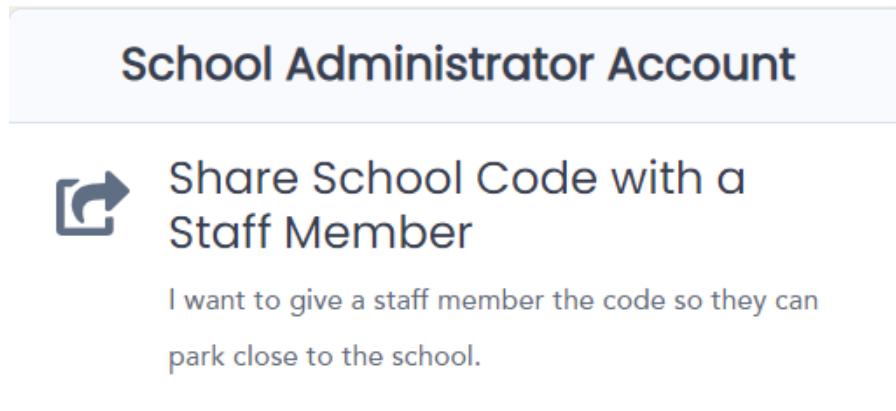 School Administrator Account
Share School Code with a
Staff Member
I want to give a staff member the code so they can
park close to the school.